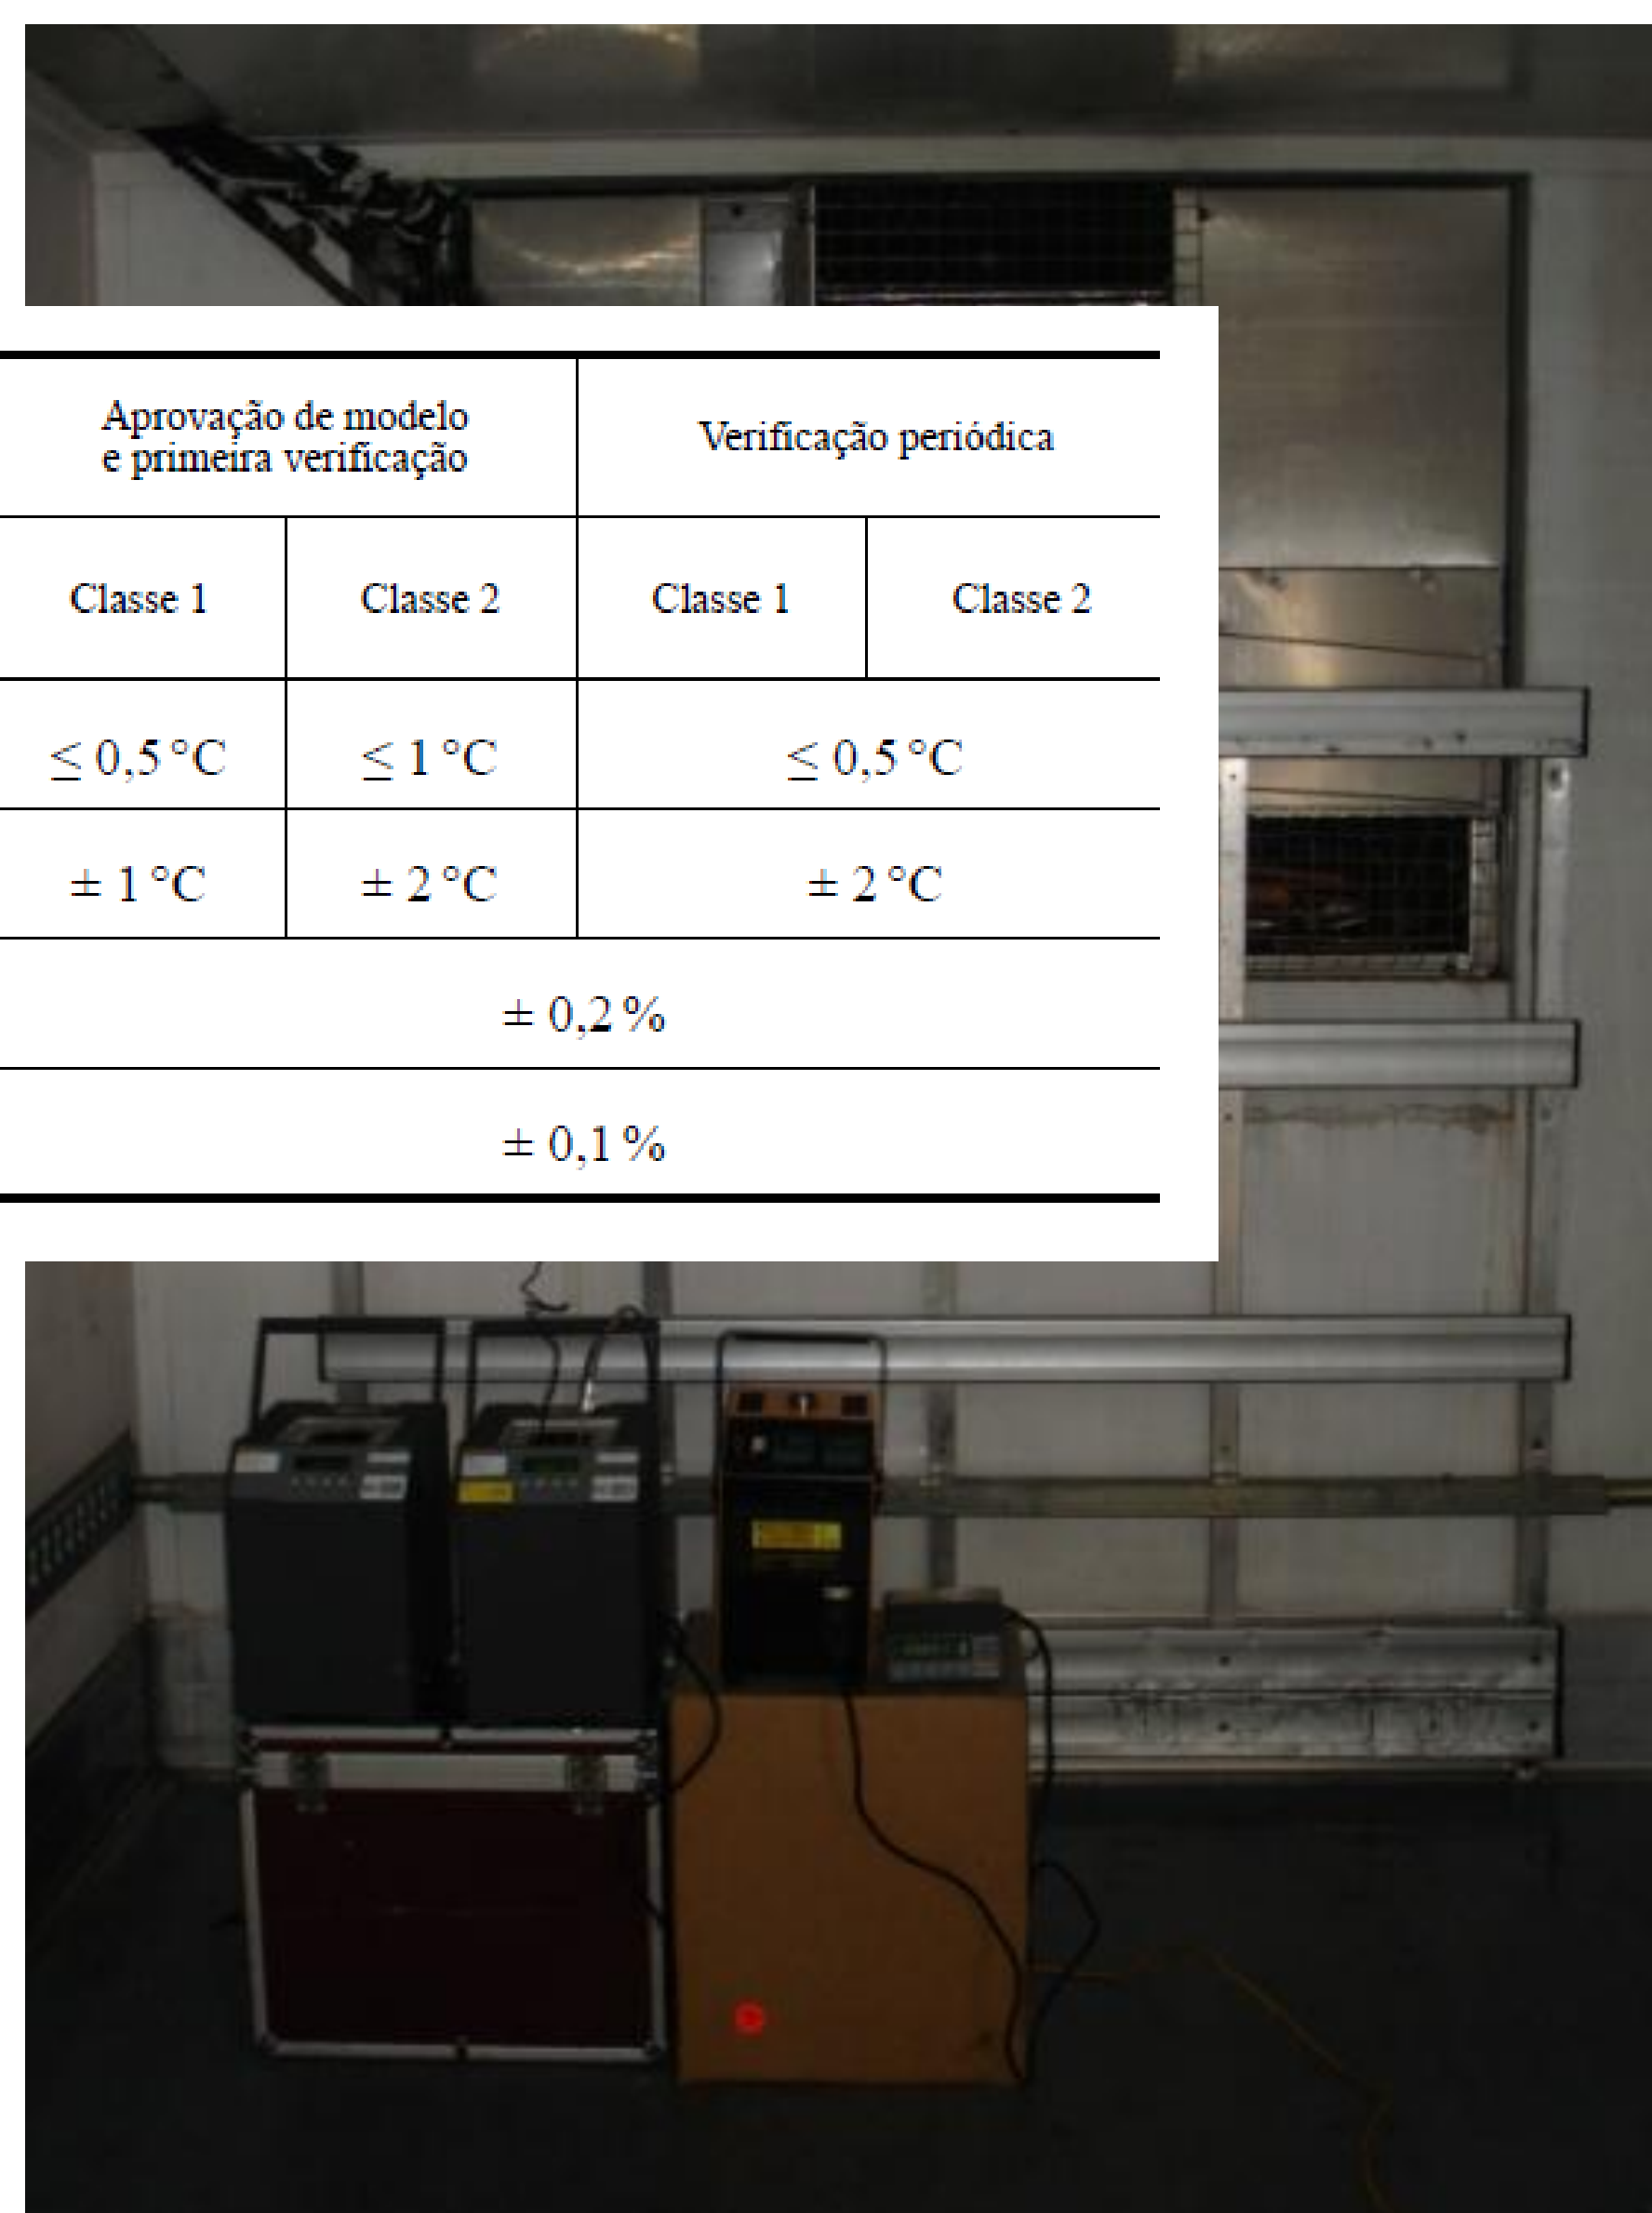 Aprovação de modelo
e primeira verificação
Verificação periódica
Classe 1 Classe 2 Classe 1 Classe 2
≤ 0,5 °C ≤ 1 °C ≤ 0,5 °C
± 1 °C ± 2 °C ± 2 °C
± 0,2 %
± 0,1 %